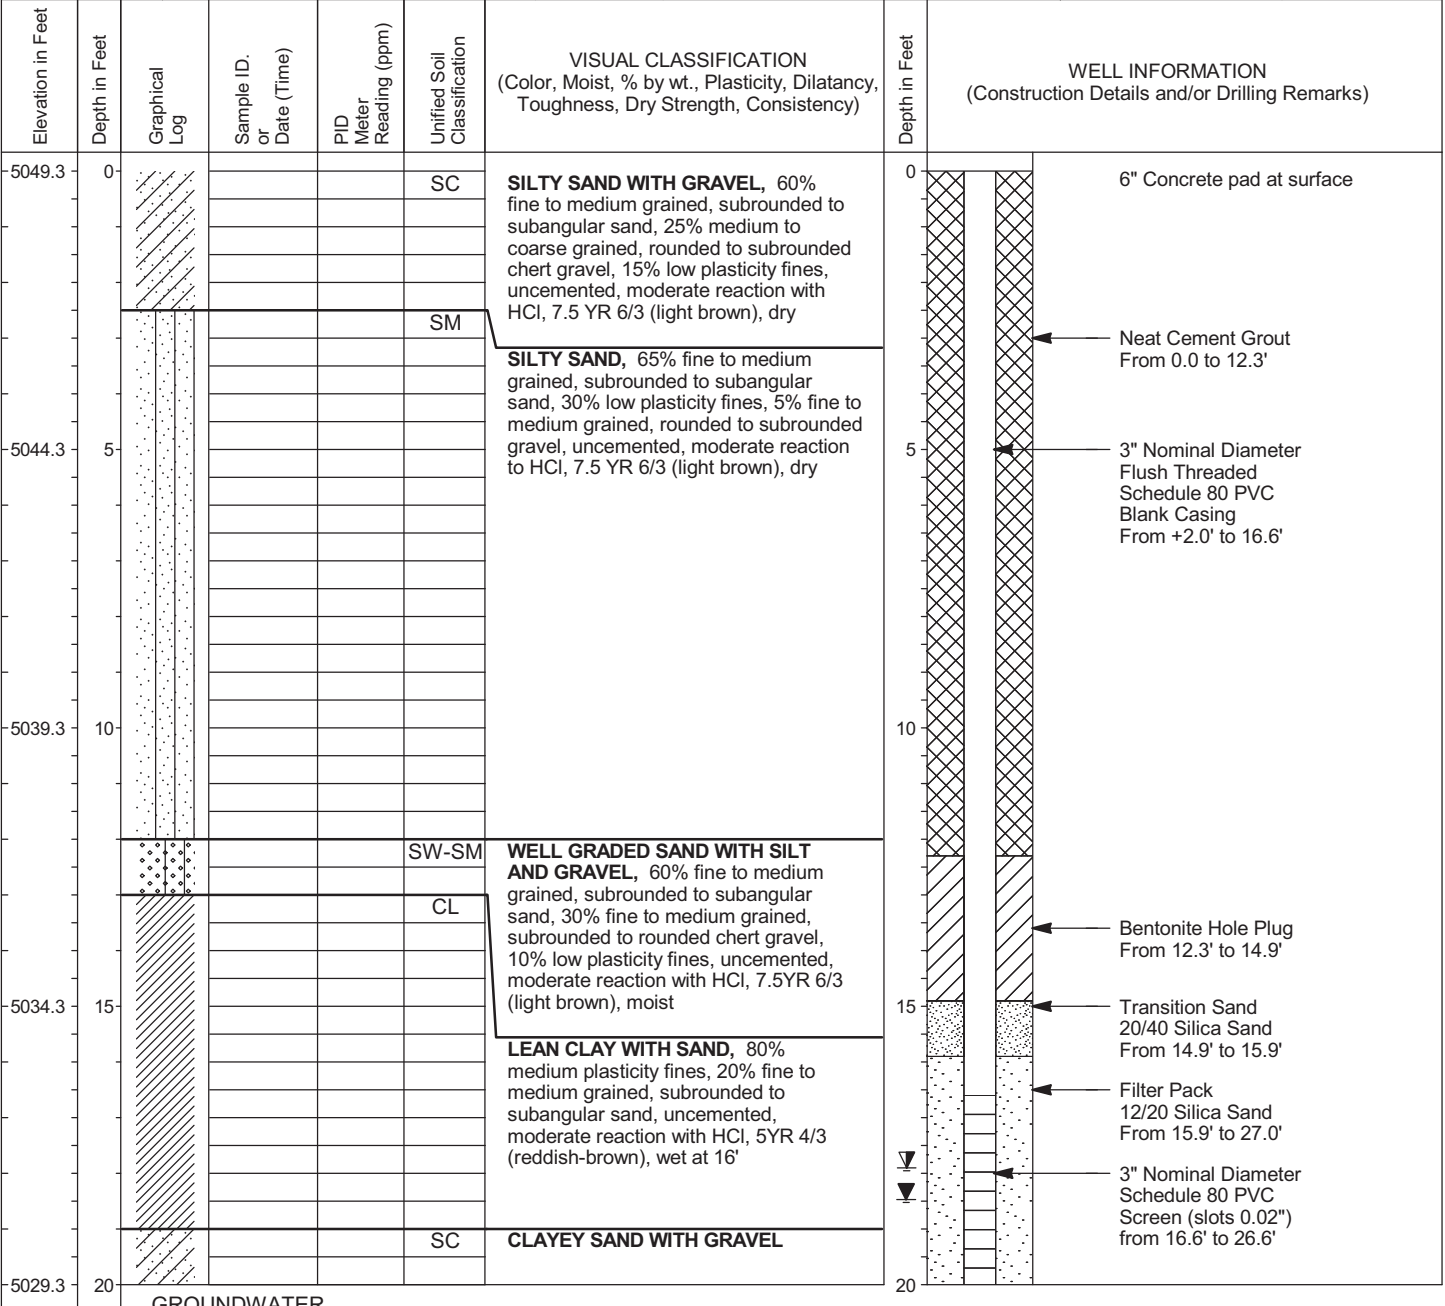 Elevation in Feet
Depth in Feet
Graphical
Log
Sample ID.
or
Date (Time)
PID
Meter
Reading (ppm)
Unified Soil
Classification
VISUAL CLASSIFICATION
(Color, Moist, % by wt., Plasticity, Dilatancy,
Toughness, Dry Strength, Consistency)
Depth in Feet
WELL INFORMATION
(Construction Details and/or Drilling Remarks)
5049.3
0
SC
SILTY SAND WITH GRAVEL, 60%
fine to medium grained, subrounded to
subangular sand, 25% medium to
coarse grained, rounded to subrounded
chert gravel, 15% low plasticity fines,
uncemented, moderate reaction with
HCl, 7.5 YR 6/3 (light brown), dry
0
6" Concrete pad at surface
SM
SILTY SAND, 65% fine to medium
grained, subrounded to subangular
sand, 30% low plasticity fines, 5% fine to
medium grained, rounded to subrounded
gravel, uncemented, moderate reaction
to HCl, 7.5 YR 6/3 (light brown), dry
Neat Cement Grout
From 0.0 to 12.3'
5044.3
5
5
3" Nominal Diameter
Flush Threaded
Schedule 80 PVC
Blank Casing
From +2.0' to 16.6'
5039.3
10
10
SW-SM
WELL GRADED SAND WITH SILT
AND GRAVEL, 60% fine to medium
grained, subrounded to subangular
sand, 30% fine to medium grained,
subrounded to rounded chert gravel,
10% low plasticity fines, uncemented,
moderate reaction with HCl, 7.5YR 6/3
(light brown), moist
CL
Bentonite Hole Plug
From 12.3' to 14.9'
5034.3
15
15
Transition Sand
20/40 Silica Sand
From 14.9' to 15.9'
LEAN CLAY WITH SAND, 80%
medium plasticity fines, 20% fine to
medium grained, subrounded to
subangular sand, uncemented,
moderate reaction with HCl, 5YR 4/3
(reddish-brown), wet at 16'
Filter Pack
12/20 Silica Sand
From 15.9' to 27.0'
3" Nominal Diameter
Schedule 80 PVC
Screen (slots 0.02")
from 16.6' to 26.6'
SC
CLAYEY SAND WITH GRAVEL
5029.3
20
20
GROUNDWATER